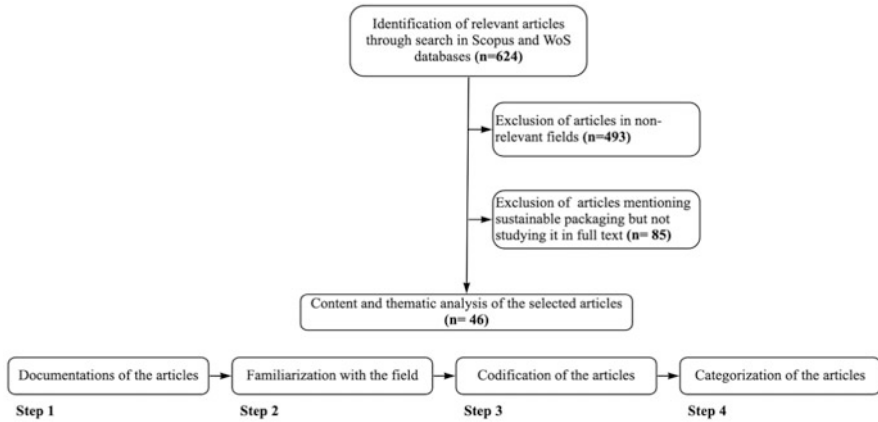 Identification of relevant articles
through search in Scopus and WoS
databases (n=624)
Exclusion of articles in non-
relevant fields (n=493)
Exclusion of  articles mentioning
sustainable packaging but not
studying it in full text (n= 85)
Content and thematic analysis of the selected articles
(n= 46)
Documentations of the articles
Familiarization with the field
Codification of the articles
Categorization of the articles
Step 1
Step 2
Step 3
Step 4